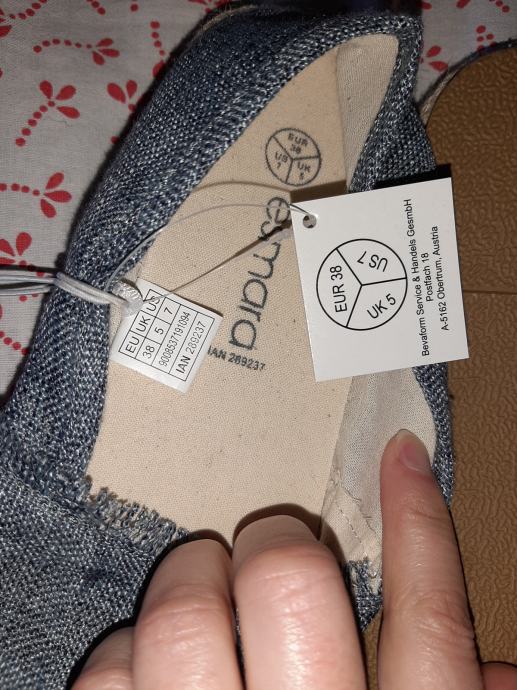 EUR
38
US
7
UK
5
esmara
IAN 269237
EU UK US
38 5 7
9008537191094
IAN 269237
EUR 38
US 7
UK 5
Bevaform Service & Handels GesmbH
Postfach 18
A-5162 Obertrum, Austria